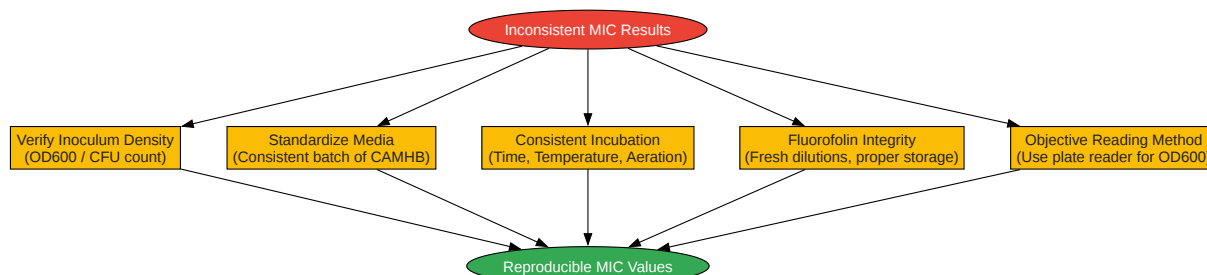 Inconsistent MIC Results
Verify Inoculum Density
(OD600 / CFU count)
Standardize Media
(Consistent batch of CAMHB)
Consistent Incubation
(Time, Temperature, Aeration)
Fluorofolin Integrity
(Fresh dilutions, proper storage)
Objective Reading Method
(Use plate reader for OD600)
Reproducible MIC Values